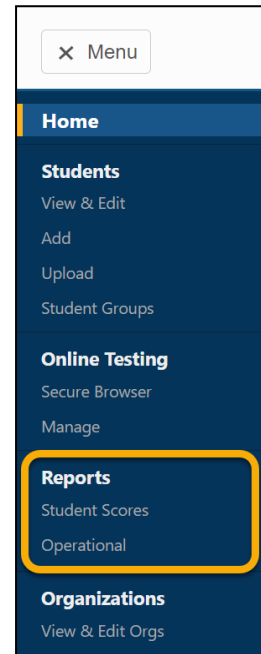 × Menu
Home
Students
View & Edit
Add
Upload
Student Groups
Online Testing
Secure Browser
Manage
Reports
Student Scores
Operational
Organizations
View & Edit Orgs